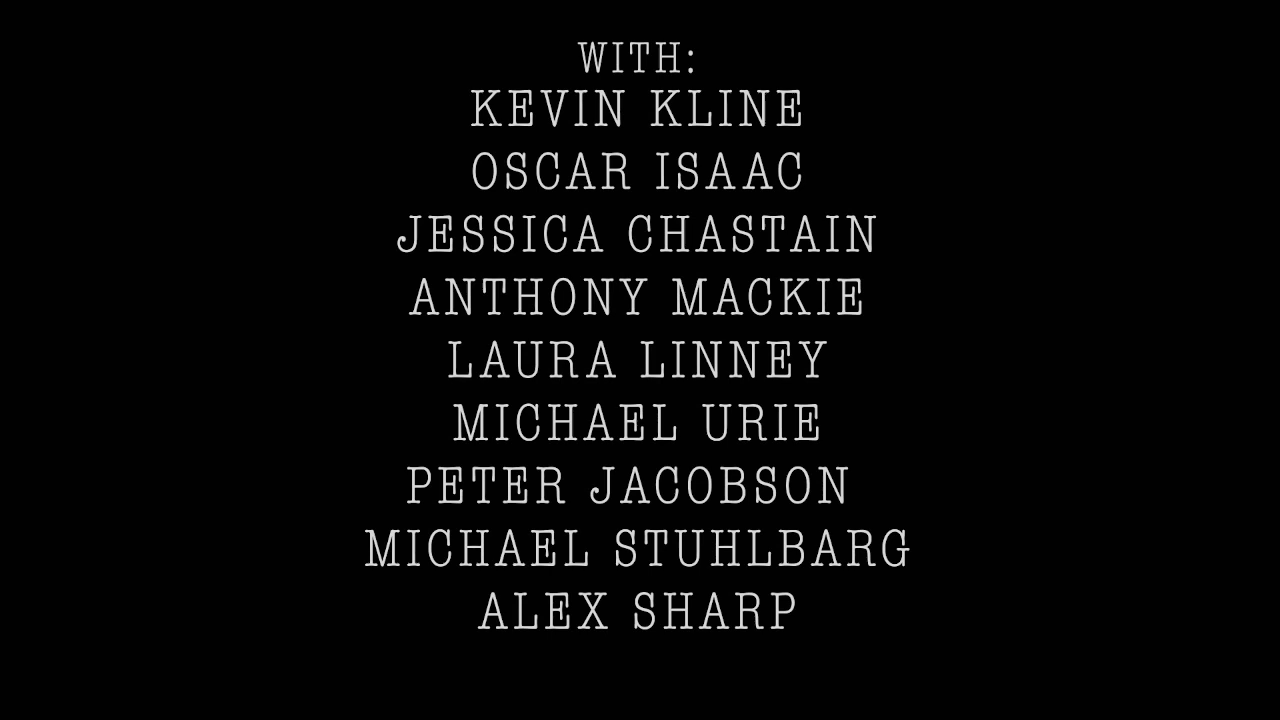 WITH:
KEVIN KLINE
OSCAR ISAAC
JESSICA CHASTAIN
ANTHONY MACKIE
LAURA LINNEY
MICHAEL URIE
PETER JACOBSON
MICHAEL STUHLBARG
ALEX SHARP